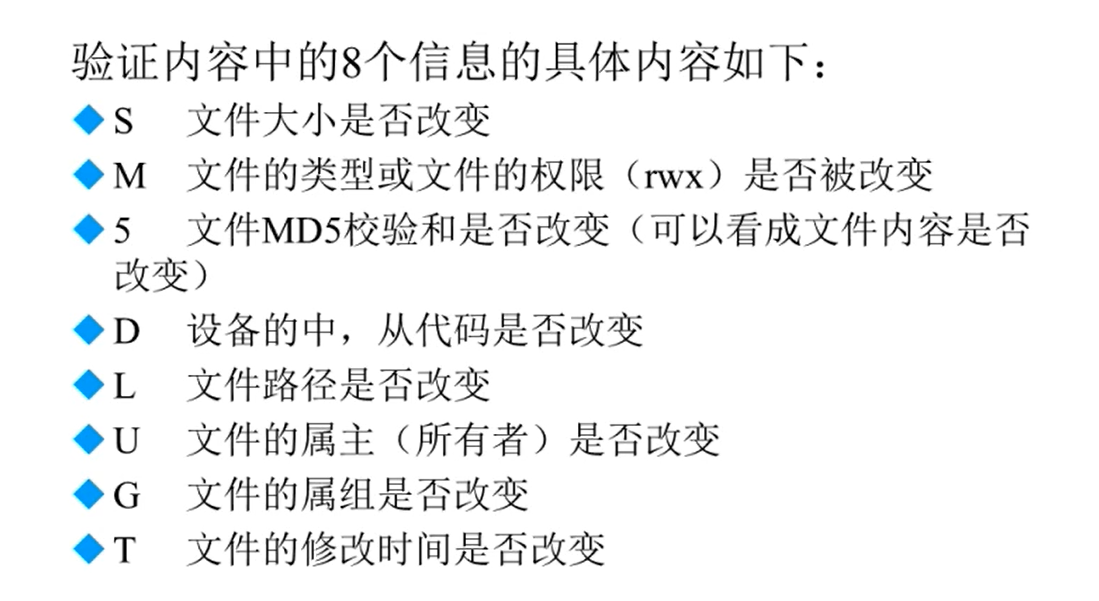 验证内容中的8个信息的具体内容如下：
S 文件大小是否改变
M 文件的类型或文件的权限（rwx）是否被改变
5 文件MD5校验和是否改变（可以看成文件内容是否
改变）
D 设备的中，从代码是否改变
L 文件路径是否改变
U 文件的属主（所有者）是否改变
G 文件的属组是否改变
T 文件的修改时间是否改变